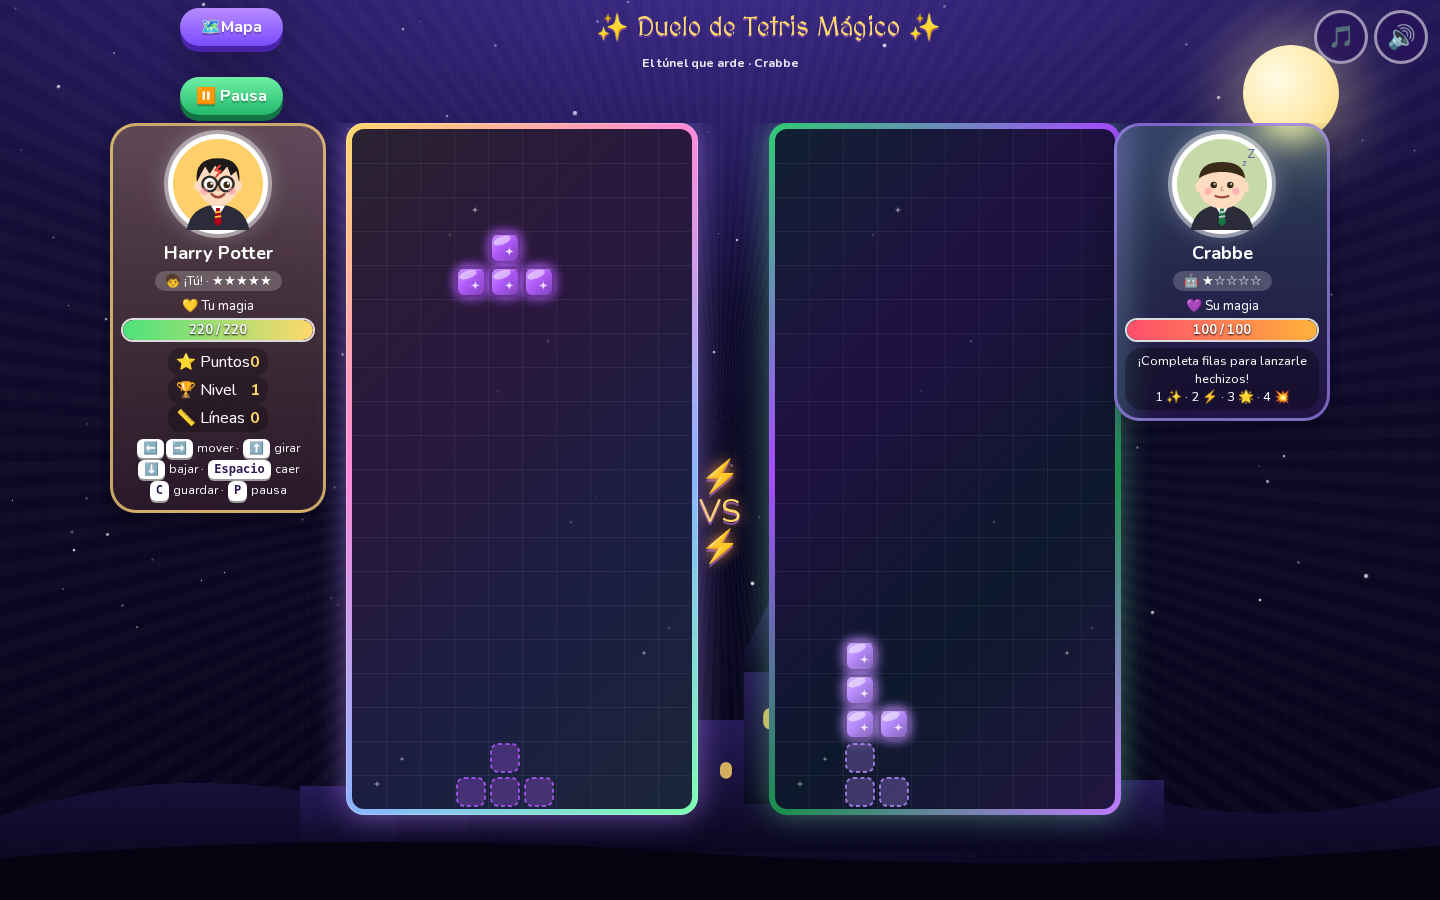 Mapa
✨ Duelo de Tetris Mágico ✨
El túnel que arde · Crabbe
Pausa
Harry Potter
¡Tú! · ★★★★★
Tu magia
220 / 220
Puntos 0
Nivel 1
Líneas 0
⬅️ ➡️ mover · ⬆️ girar
⬇️ bajar · Espacio caer
C guardar · P pausa
⚡
VS
⚡
z Z
Crabbe
★☆☆☆☆
Su magia
100 / 100
¡Completa filas para lanzarle
hechizos!
1 ✨ · 2 ⚡ · 3 🌟 · 4 💥